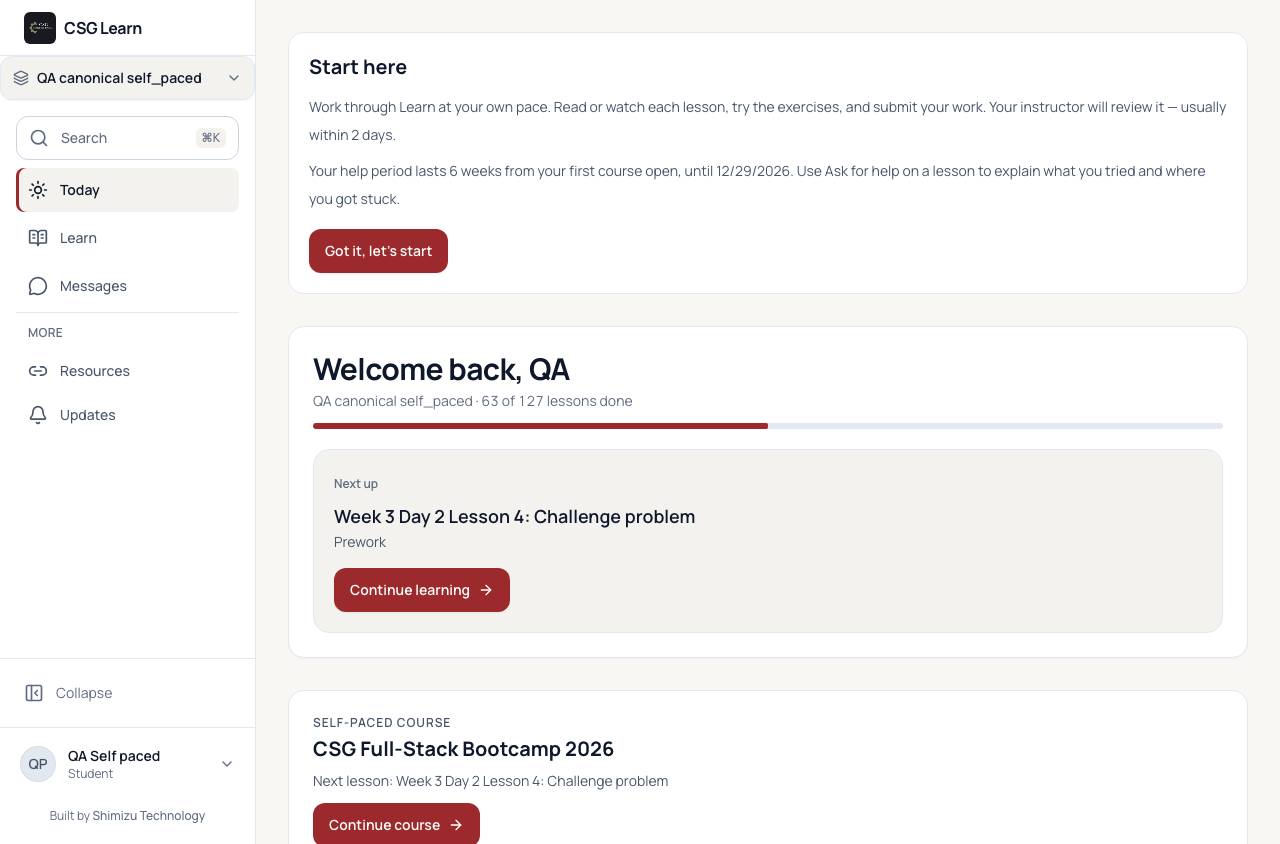 CSG Learn
QA canonical self_paced
Search ⌘K
Today
Learn
Messages
MORE
Resources
Updates
Collapse
QP
QA Self paced
Student
Built by Shimizu Technology
Start here
Work through Learn at your own pace. Read or watch each lesson, try the exercises, and submit your work. Your instructor will review it — usually
within 2 days.
Your help period lasts 6 weeks from your first course open, until 12/29/2026. Use Ask for help on a lesson to explain what you tried and where
you got stuck.
Got it, let's start
Welcome back, QA
QA canonical self_paced · 63 of 127 lessons done
Next up
Week 3 Day 2 Lesson 4: Challenge problem
Prework
Continue learning →
SELF-PACED COURSE
CSG Full-Stack Bootcamp 2026
Next lesson: Week 3 Day 2 Lesson 4: Challenge problem
Continue course →